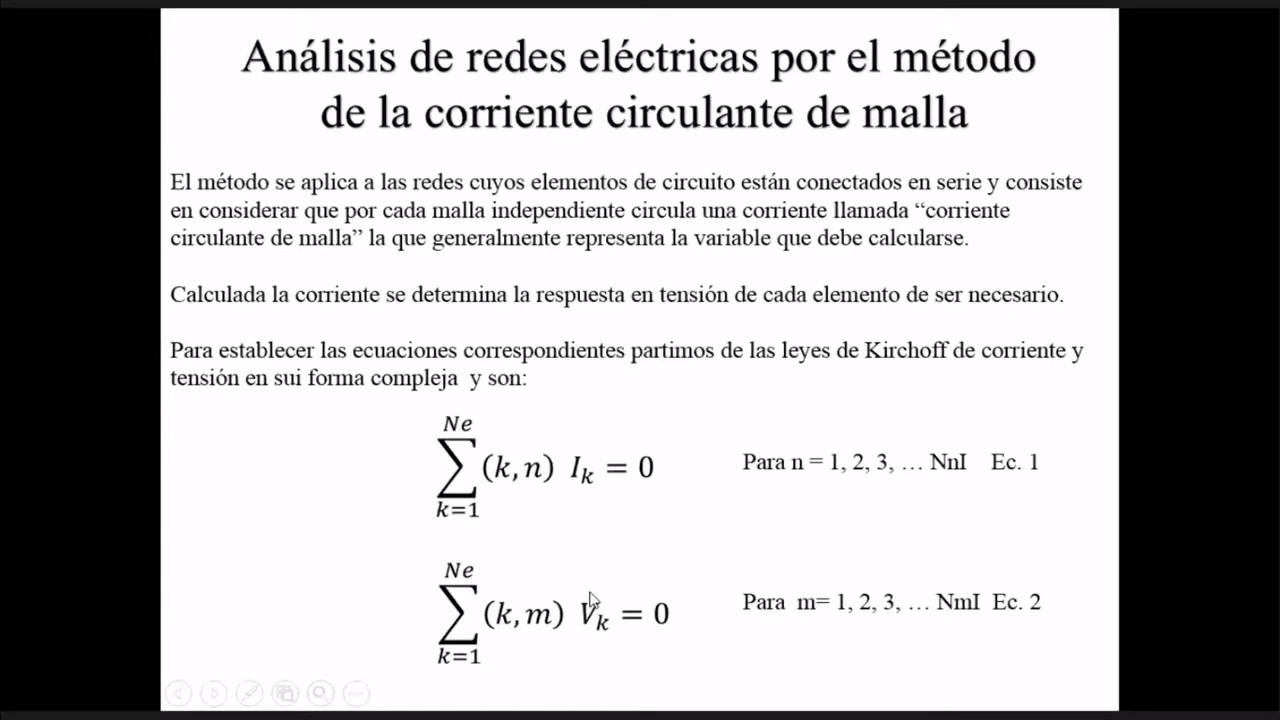 Análisis de redes eléctricas por el método
de la corriente circulante de malla
El método se aplica a las redes cuyos elementos de circuito están conectados en serie y consiste
en considerar que por cada malla independiente circula una corriente llamada “corriente
circulante de malla” la que generalmente representa la variable que debe calcularse.
Calculada la corriente se determina la respuesta en tensión de cada elemento de ser necesario.
Para establecer las ecuaciones correspondientes partimos de las leyes de Kirchoff de corriente y
tensión en sui forma compleja y son:
Ne
∑ (k, n) I_k = 0 Para n = 1, 2, 3, … NnI Ec. 1
k=1
Ne
∑ (k, m) V_k = 0 Para m= 1, 2, 3, … NmI Ec. 2
k=1